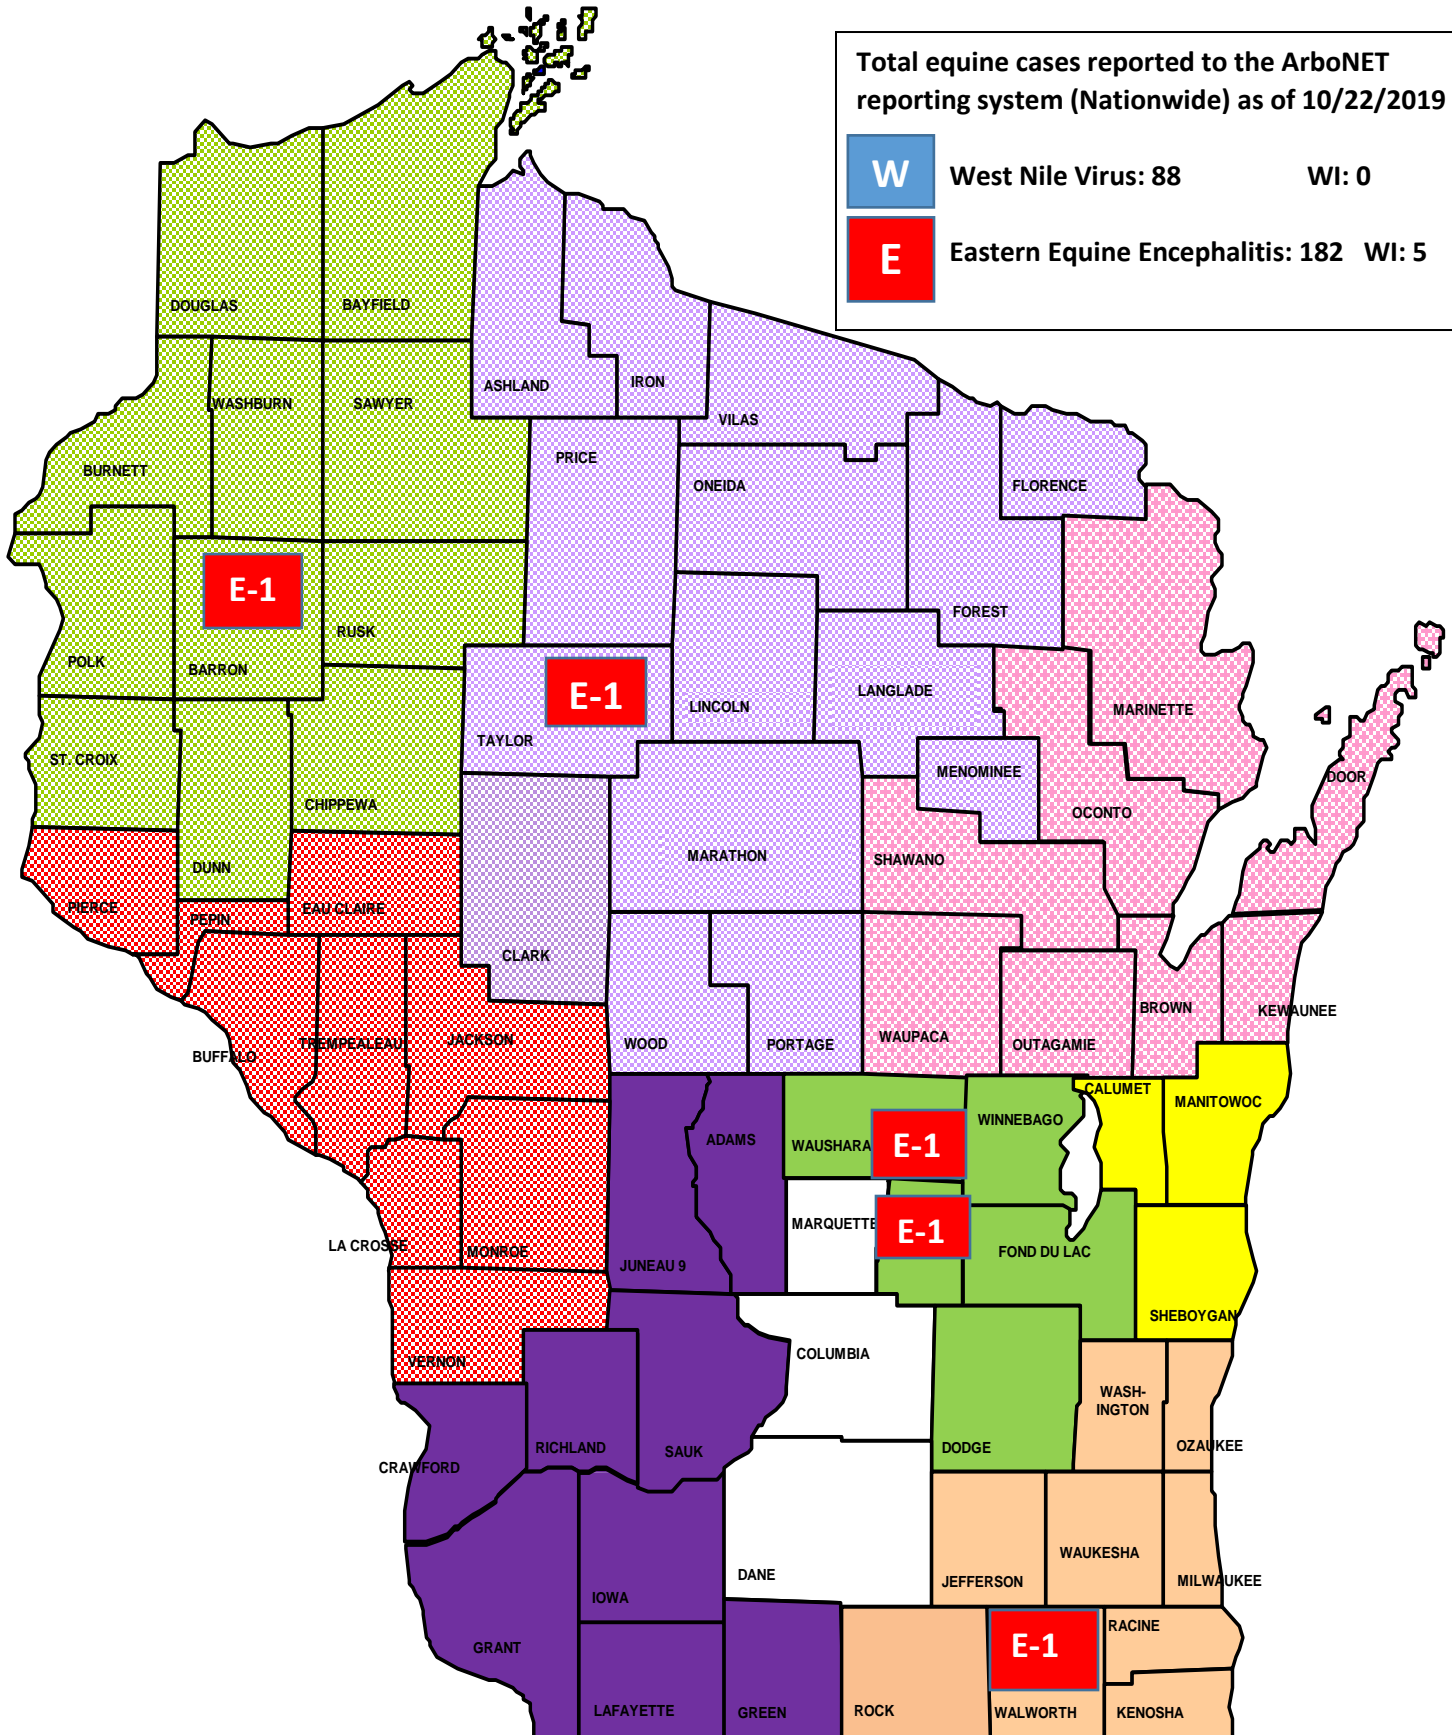 Total equine cases reported to the ArboNET
reporting system (Nationwide) as of 10/22/2019
W West Nile Virus: 88 WI: 0
E Eastern Equine Encephalitis: 182 WI: 5
DOUGLAS
BAYFIELD
ASHLAND
IRON
WASHBURN
SAWYER
VILAS
BURNETT
PRICE
ONEIDA
FLORENCE
E-1
FOREST
RUSK
POLK
BARRON
E-1
LANGLADE
LINCOLN
MARINETTE
TAYLOR
ST. CROIX
MENOMINEE
DOOR
CHIPPEWA
OCONTO
MARATHON
SHAWANO
DUNN
PIERCE
PEPIN
EAU CLAIRE
CLARK
BROWN
KEWAUNEE
BUFFALO
TREMPEALEAU
JACKSON
WOOD
PORTAGE
WAUPACA
OUTAGAMIE
CALUMET
MANITOWOC
WINNEBAGO
ADAMS
WAUSHARA
E-1
MARQUETTE
E-1
LA CROSSE
MONROE
JUNEAU 9
FOND DU LAC
SHEBOYGAN
VERNON
COLUMBIA
WASH-
INGTON
RICHLAND
SAUK
DODGE
OZAUKEE
CRAWFORD
WAUKESHA
DANE
JEFFERSON
MILWAUKEE
IOWA
RACINE
GRANT
E-1
LAFAYETTE
GREEN
ROCK
WALWORTH
KENOSHA